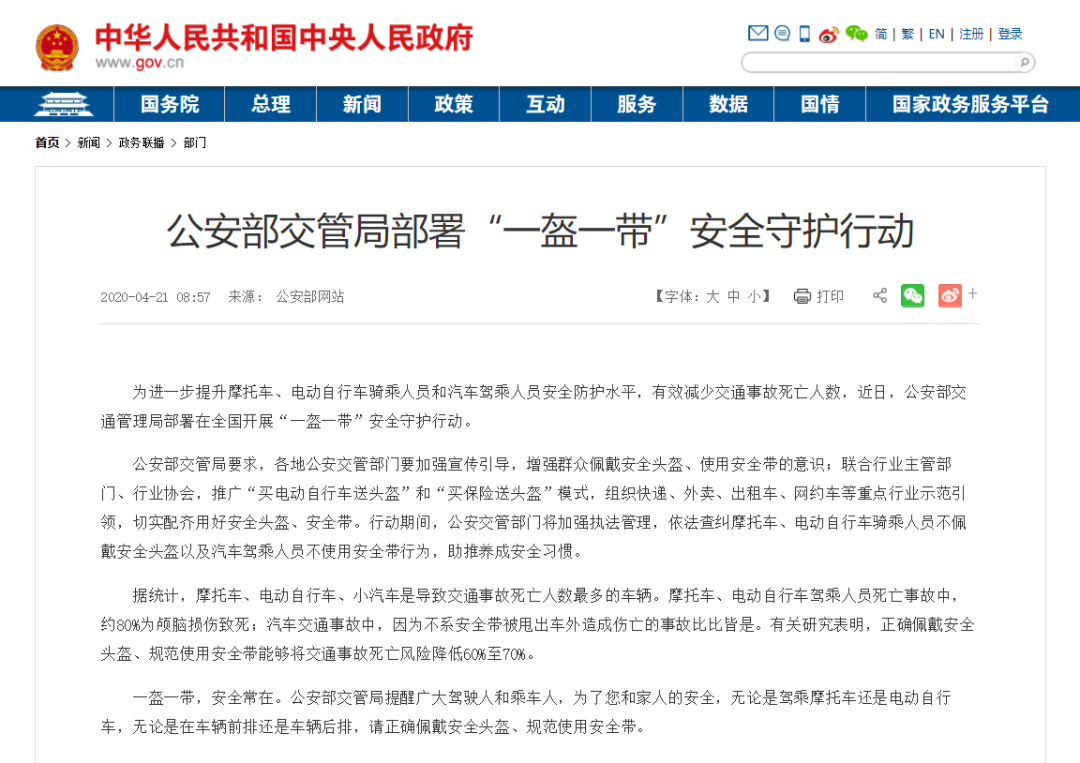 中华人民共和国中央人民政府
www.gov.cn
简 | 繁 | EN | 注册 | 登录
国务院 总理 新闻 政策 互动 服务 数据 国情 国家政务服务平台
首页 > 新闻 > 政务联播 > 部门
公安部交管局部署“一盔一带”安全守护行动
2020-04-21 08:57 来源： 公安部网站 【字体：大 中 小】 打印 +
为进一步提升摩托车、电动自行车骑乘人员和汽车驾乘人员安全防护水平，有效减少交通事故死亡人数，近日，公安部交
通管理局部署在全国开展“一盔一带”安全守护行动。
公安部交管局要求，各地公安交管部门要加强宣传引导，增强群众佩戴安全头盔、使用安全带的意识；联合行业主管部
门、行业协会，推广“买电动自行车送头盔”和“买保险送头盔”模式，组织快递、外卖、出租车、网约车等重点行业示范引
领，切实配齐用好安全头盔、安全带。行动期间，公安交管部门将加强执法管理，依法查纠摩托车、电动自行车骑乘人员不佩
戴安全头盔以及汽车驾乘人员不使用安全带行为，助推养成安全习惯。
据统计，摩托车、电动自行车、小汽车是导致交通事故死亡人数最多的车辆。摩托车、电动自行车驾乘人员死亡事故中，
约80%为颅脑损伤致死；汽车交通事故中，因为不系安全带被甩出车外造成伤亡的事故比比皆是。有关研究表明，正确佩戴安全
头盔、规范使用安全带能够将交通事故死亡风险降低60%至70%。
一盔一带，安全常在。公安部交管局提醒广大驾驶人和乘车人，为了您和家人的安全，无论是驾乘摩托车还是电动自行
车，无论是在车辆前排还是车辆后排，请正确佩戴安全头盔、规范使用安全带。